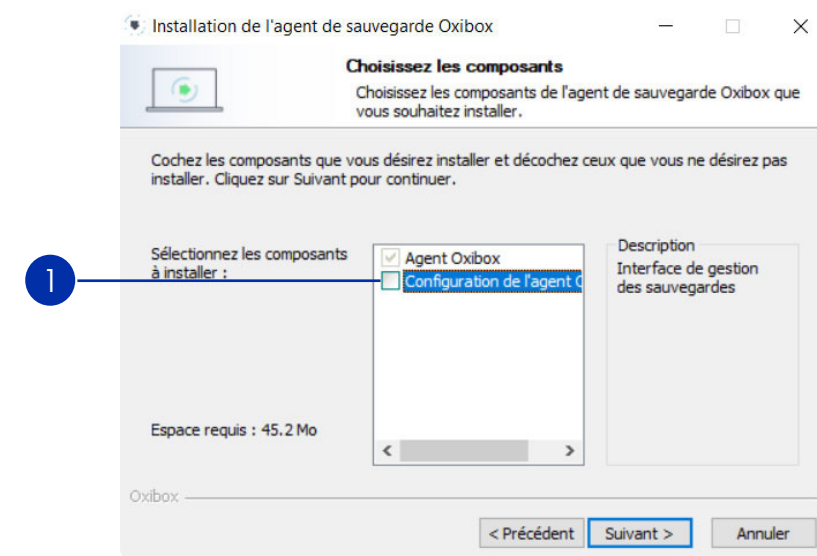 Installation de l'agent de sauvegarde Oxibox
Choisissez les composants
Choisissez les composants de l'agent de sauvegarde Oxibox que
vous souhaitez installer.
Cochez les composants que vous désirez installer et décochez ceux que vous ne désirez pas
installer. Cliquez sur Suivant pour continuer.
Sélectionnez les composants
à installer :
1
Agent Oxibox
Configuration de l'agent
Description
Interface de gestion
des sauvegardes
Espace requis : 45.2 Mo
Oxibox
< Précédent
Suivant >
Annuler